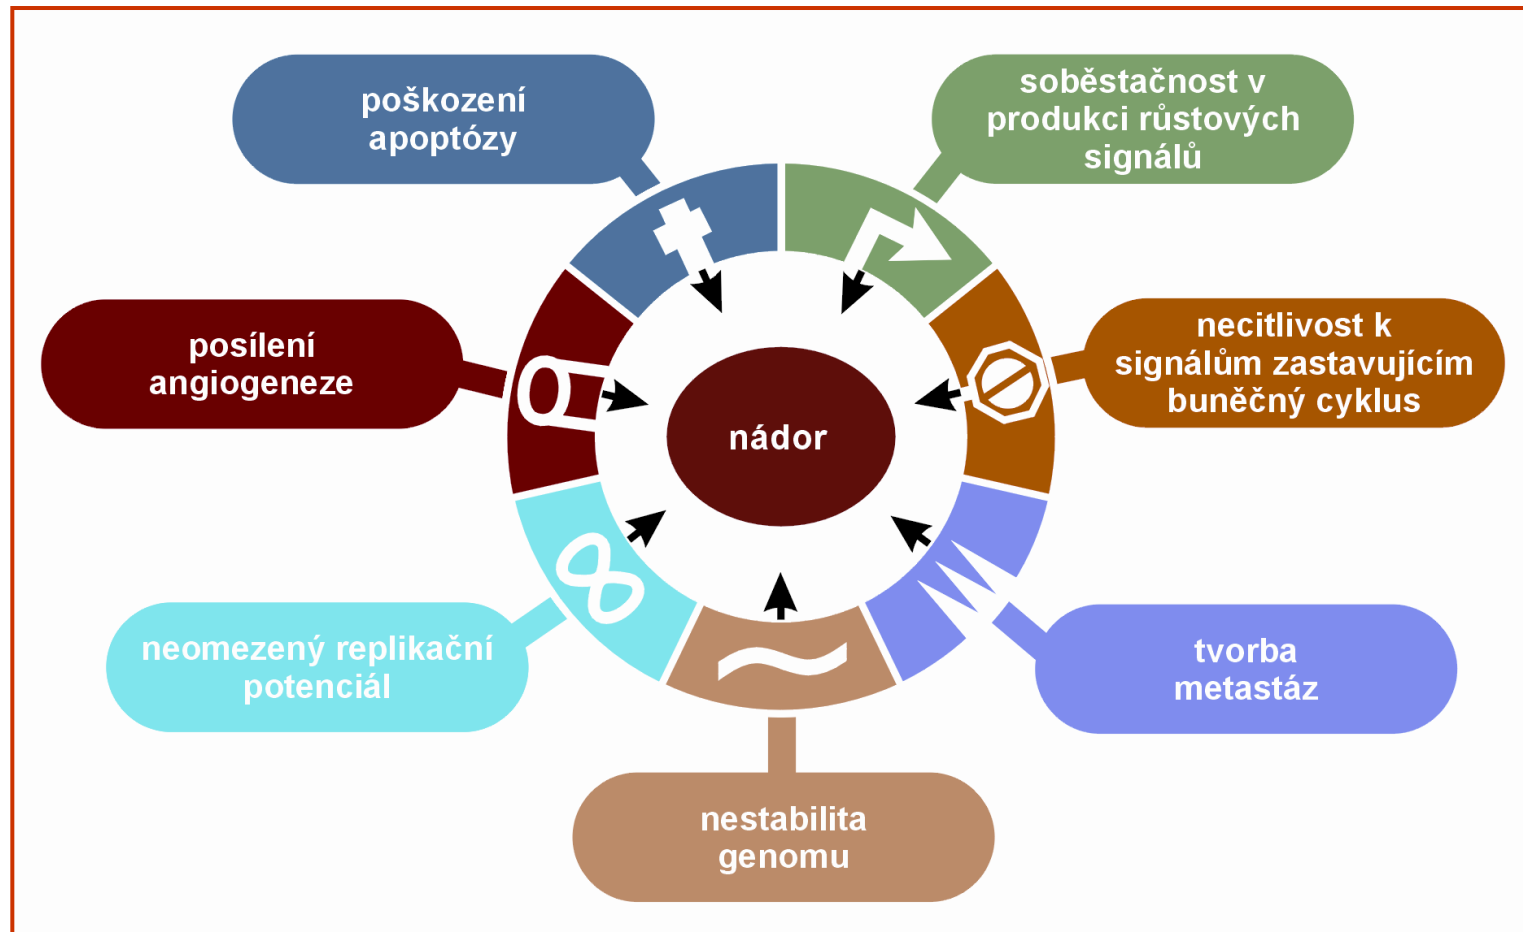 poškození
apoptózy
soběstačnost v
produkci růstových
signálů
posílení
angiogeneze
necitlivost k
signálům zastavujícím
buněčný cyklus
nádor
neomezený replikační
potenciál
tvorba
metastáz
nestabilita
genomu